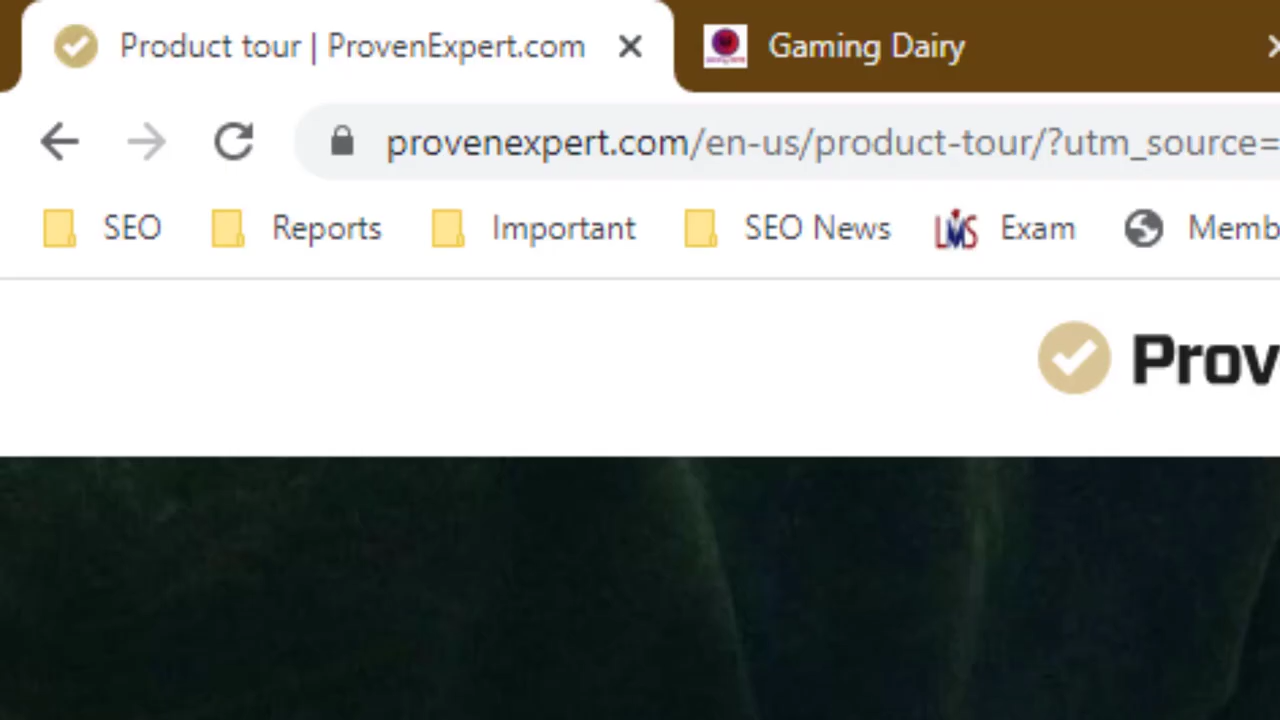 Product tour | ProvenExpert.com Gaming Dairy
provenexpert.com/en-us/product-tour/?utm_source=
SEO Reports Important SEO News LMS Exam Memb
Prov